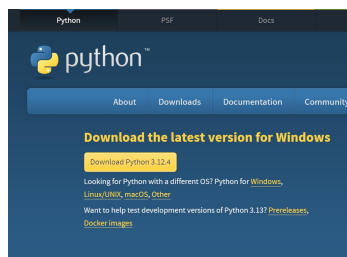 Python PSF Docs
python™
About Downloads Documentation Community
Download the latest version for Windows
Download Python 3.12.4
Looking for Python with a different OS? Python for Windows,
Linux/UNIX, macOS, Other
Want to help test development versions of Python 3.13? Prereleases,
Docker images